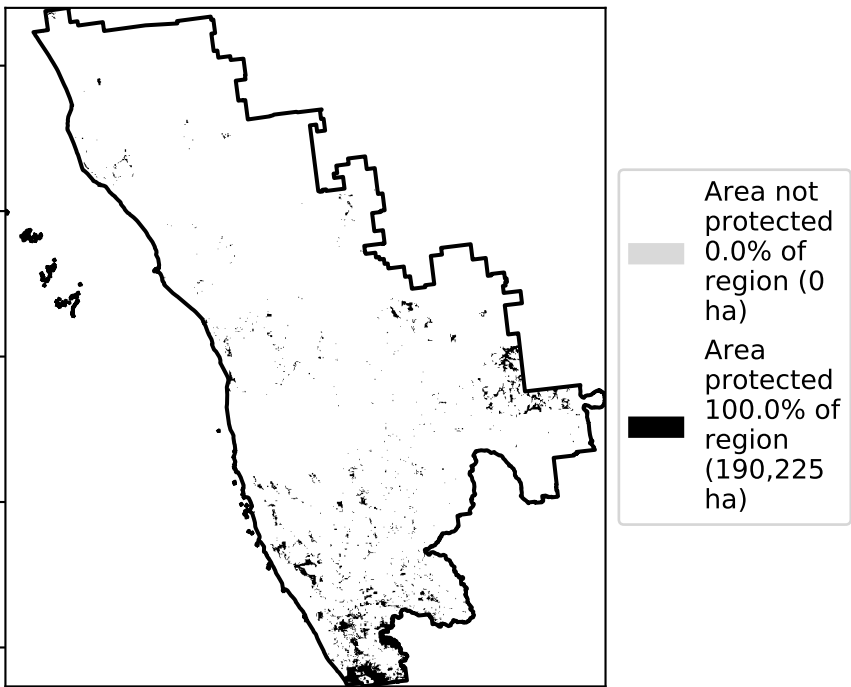 Area not
protected
0.0% of
region (0
ha)
Area
protected
100.0% of
region
(190,225
ha)